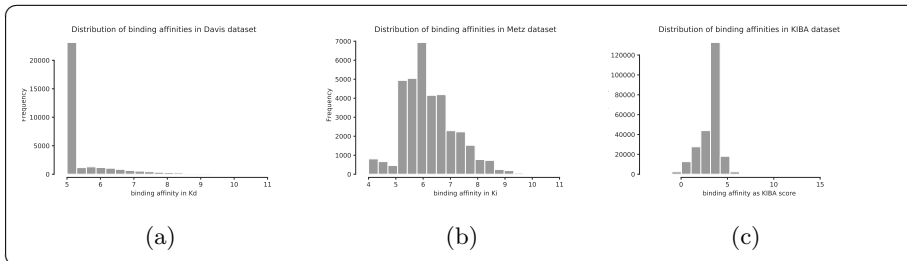 Distribution of binding affinities in Davis dataset
Frequency
20000
15000
10000
5000
0
5 6 7 8 9 10 11
binding affinity in Kd
(a)
Distribution of binding affinities in Metz dataset
Frequency
7000
6000
5000
4000
3000
2000
1000
0
4 5 6 7 8 9 10 11
binding affinity in Ki
(b)
Distribution of binding affinities in KIBA dataset
120000
100000
80000
60000
40000
20000
0
0 5 10 15
binding affinity as KIBA score
(c)